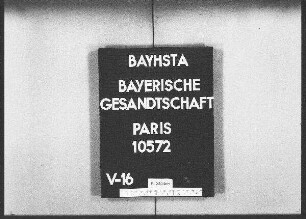 BAYHSTA
BAYERISCHE
GESANDTSCHAFT
PARIS
10572
V-16